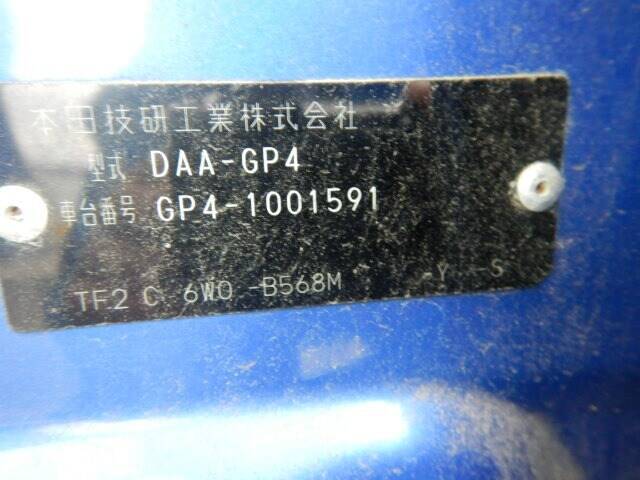 本田技研工業株式会社
型式 DAA-GP4
車台番号 GP4-1001591
TF2 C 6W0 -B568M -Y -S